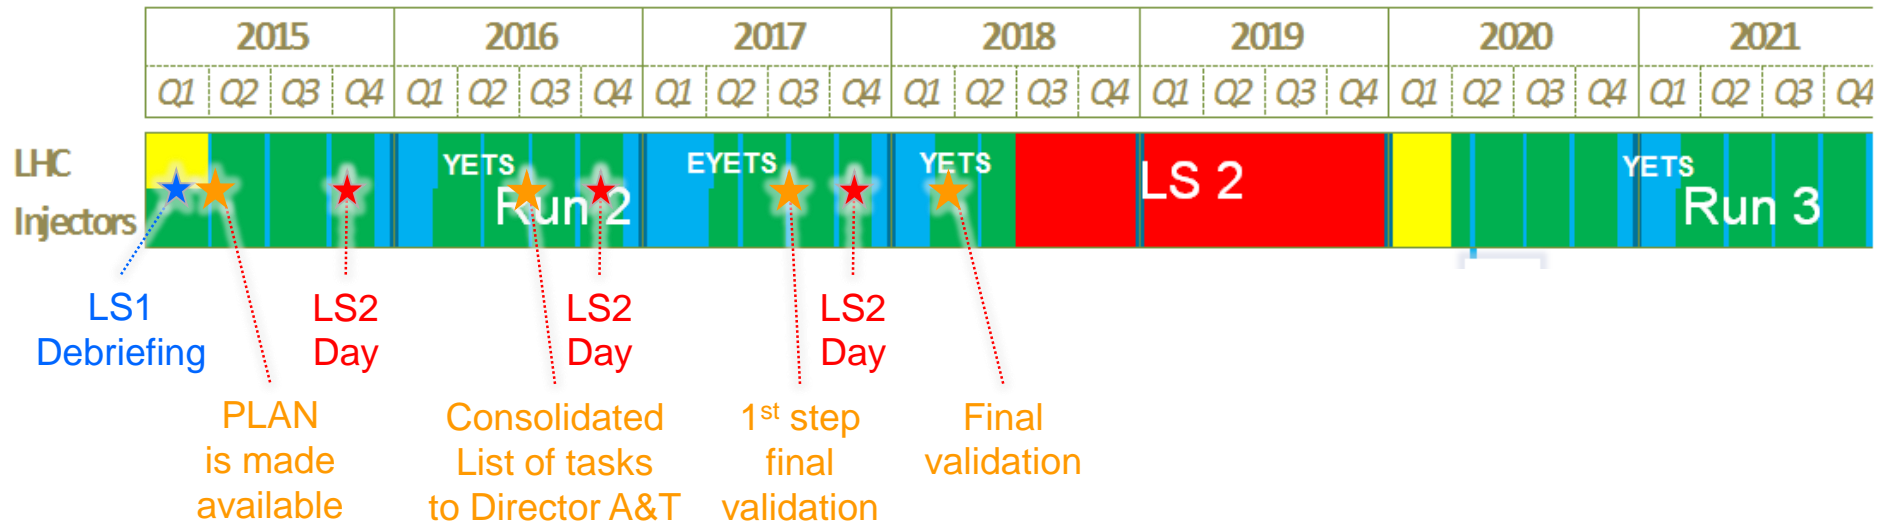 2015 2016 2017 2018 2019 2020 2021
Q1 Q2 Q3 Q4 Q1 Q2 Q3 Q4 Q1 Q2 Q3 Q4 Q1 Q2 Q3 Q4 Q1 Q2 Q3 Q4 Q1 Q2 Q3 Q4 Q1 Q2 Q3 Q4
LHC
Injectors
YETS
Run 2
EYETS
YETS
LS 2
YETS
Run 3
LS1
Debriefing
LS2
Day
LS2
Day
LS2
Day
PLAN
is made
available
Consolidated
List of tasks
to Director A&T
1st step
final
validation
Final
validation